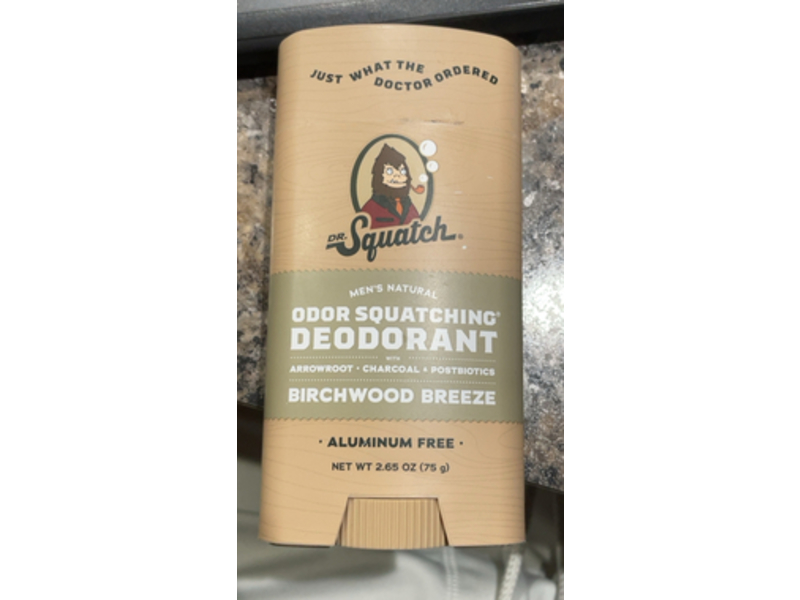 JUST WHAT THE
DOCTOR ORDERED
DR.
Squatch®
MEN'S NATURAL
ODOR SQUATCHING®
DEODORANT
WITH
ARROWROOT • CHARCOAL & POSTBIOTICS
BIRCHWOOD BREEZE
• ALUMINUM FREE •
NET WT 2.65 OZ (75 g)